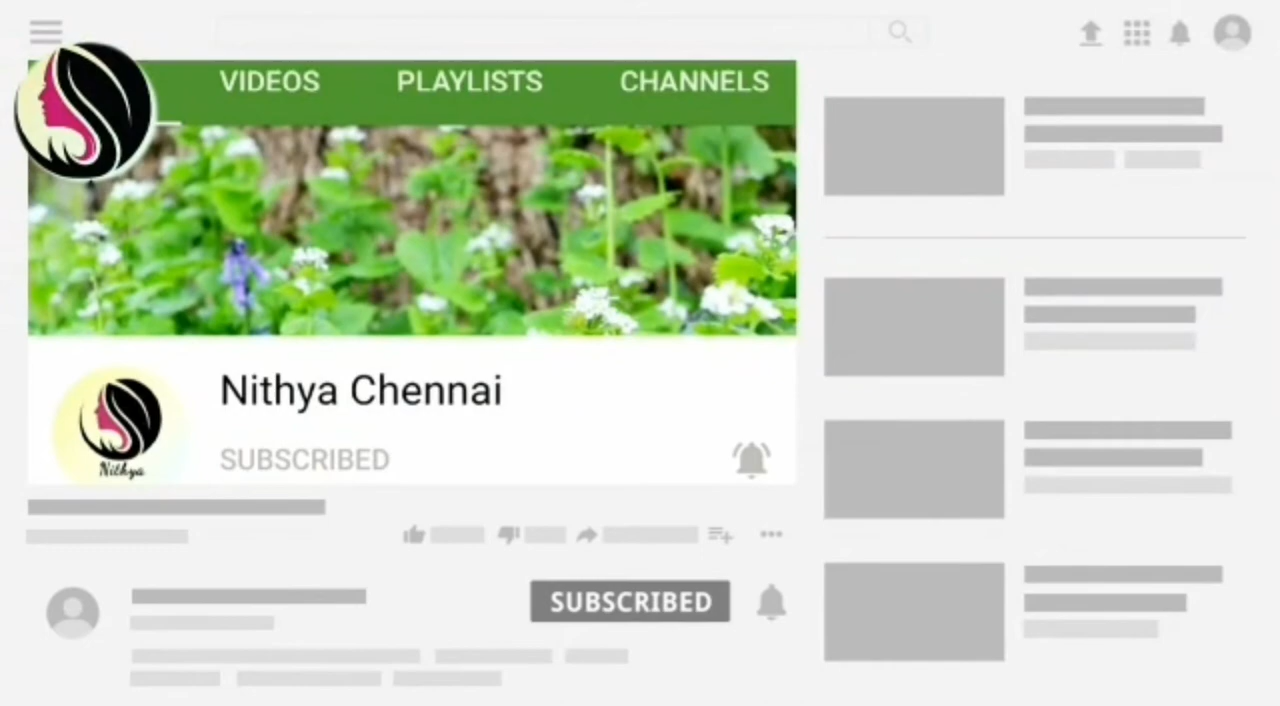 VIDEOS PLAYLISTS CHANNELS
Nithya Chennai
Nithya
SUBSCRIBED
SUBSCRIBED